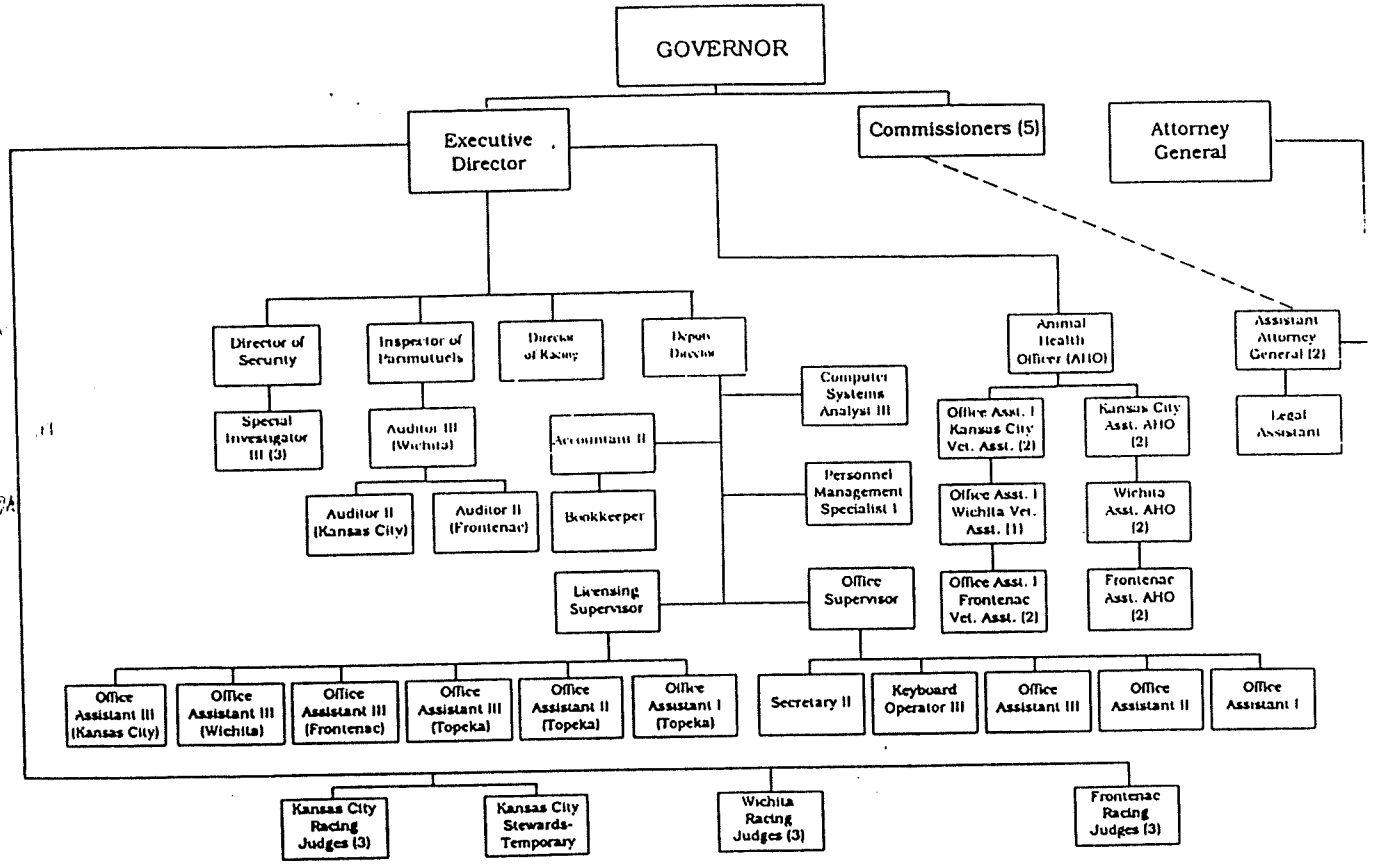 GOVERNOR
Executive
Director
Commissioners (5)
Attorney
General
Director of
Security
Inspector of
Parimutuels
Director
of Racing
Deputy
Director
Animal
Health
Officer (AHO)
Assistant
Attorney
General (2)
Special
Investigator
III (3)
Auditor III
(Wichita)
Accountant II
Computer
Systems
Analyst III
Office Asst. I
Kansas City
Vet. Asst. (2)
Kansas City
Asst. AHO
(2)
Legal
Assistant
Auditor II
(Kansas City)
Auditor II
(Frontenac)
Bookkeeper
Personnel
Management
Specialist I
Office Asst. I
Wichita Vet.
Asst. (1)
Wichita
Asst. AHO
(2)
Licensing
Supervisor
Office
Supervisor
Office Asst. I
Frontenac
Vet. Asst. (2)
Frontenac
Asst. AHO
(2)
Office
Assistant III
(Kansas City)
Office
Assistant III
(Wichita)
Office
Assistant III
(Frontenac)
Office
Assistant III
(Topeka)
Office
Assistant II
(Topeka)
Office
Assistant I
(Topeka)
Secretary II
Keyboard
Operator III
Office
Assistant III
Office
Assistant II
Office
Assistant I
Kansas City
Racing
Judges (3)
Kansas City
Stewards-
Temporary
Wichita
Racing
Judges (3)
Frontenac
Racing
Judges (3)